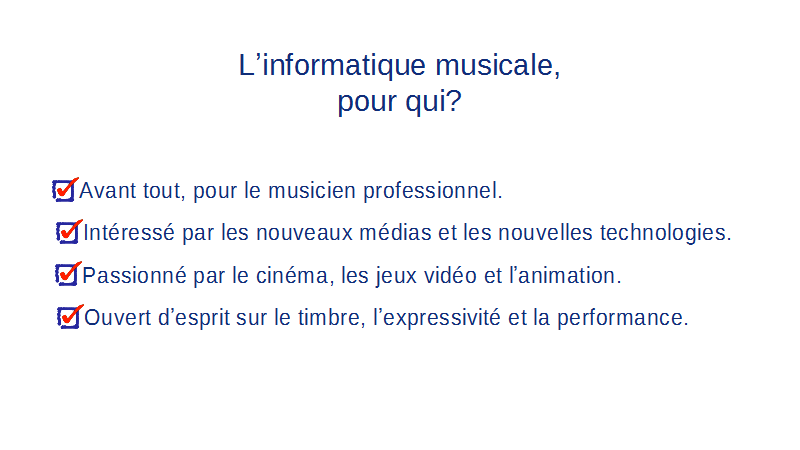 L’informatique musicale,
pour qui?
Avant tout, pour le musicien professionnel.
Intéressé par les nouveaux médias et les nouvelles technologies.
Passionné par le cinéma, les jeux vidéo et l’animation.
Ouvert d’esprit sur le timbre, l’expressivité et la performance.